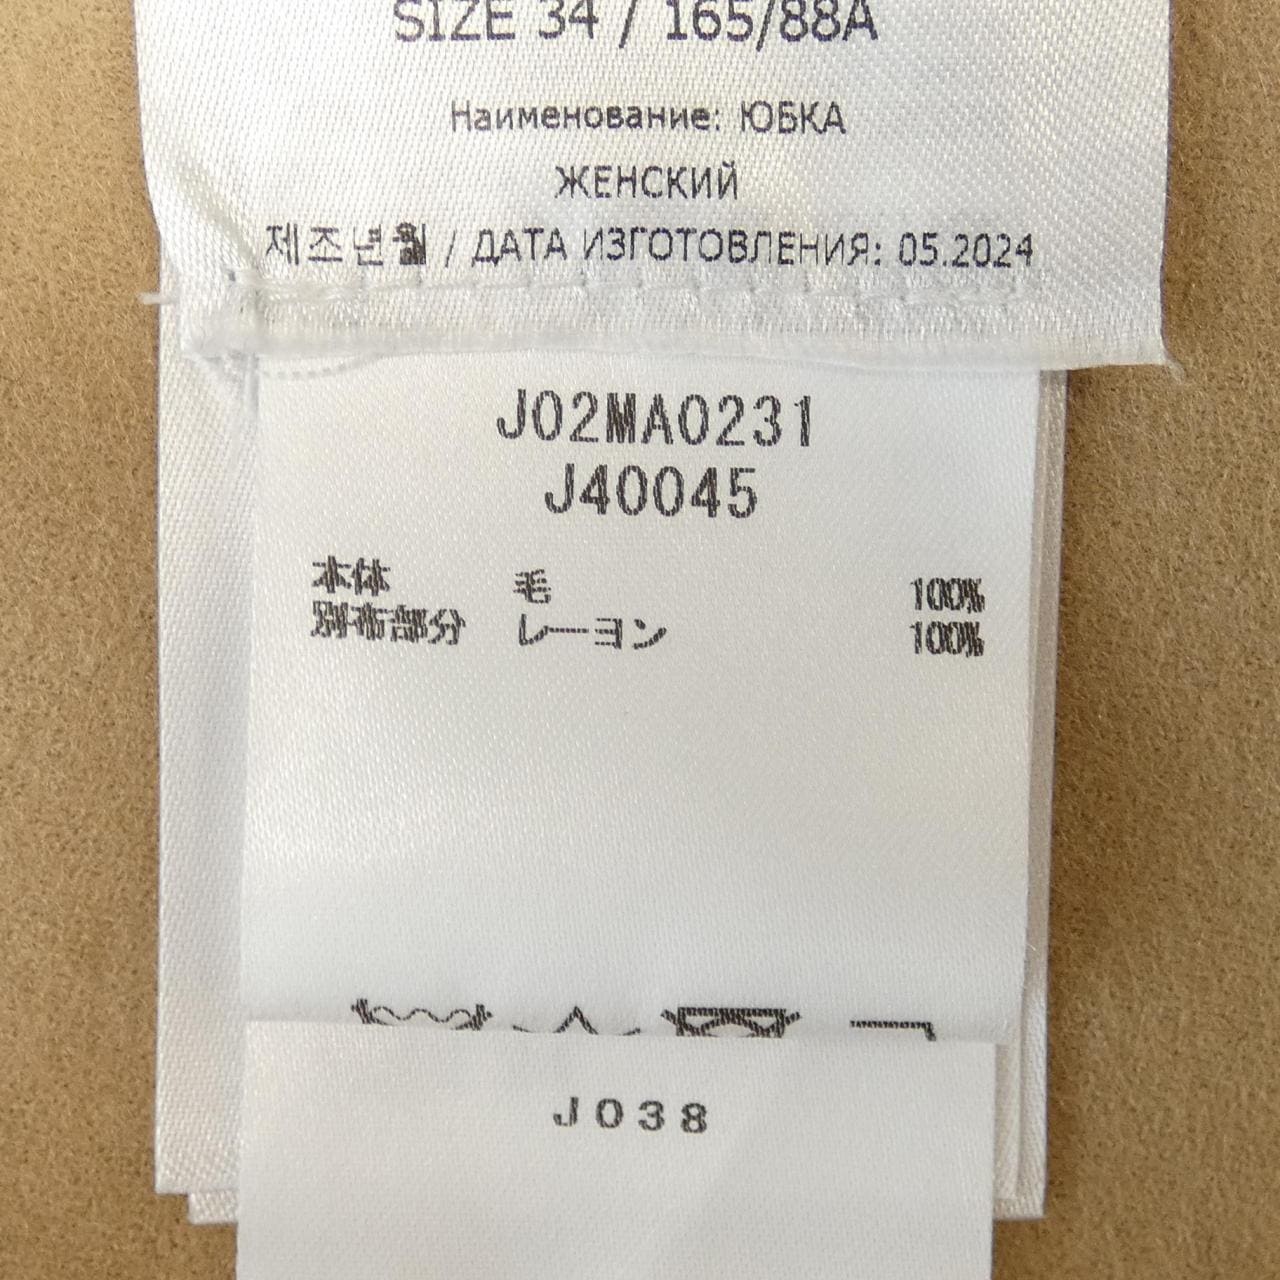 SIZE 34 / 165/88A
Наименование: ЮБКА
ЖЕНСКИЙ
제조년월 / ДАТА ИЗГОТОВЛЕНИЯ: 05.2024
J02MA0231
J40045
本体 毛 100%
別布部分 レーヨン 100%
J038